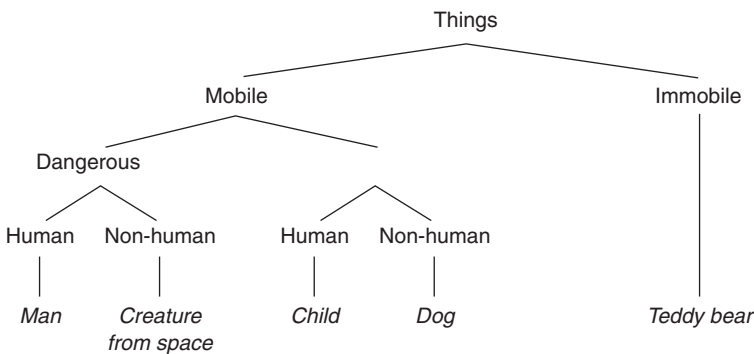 Things
Mobile Immobile
Dangerous
Human Non-human Human Non-human
Man Creature Child Dog Teddy bear
from space